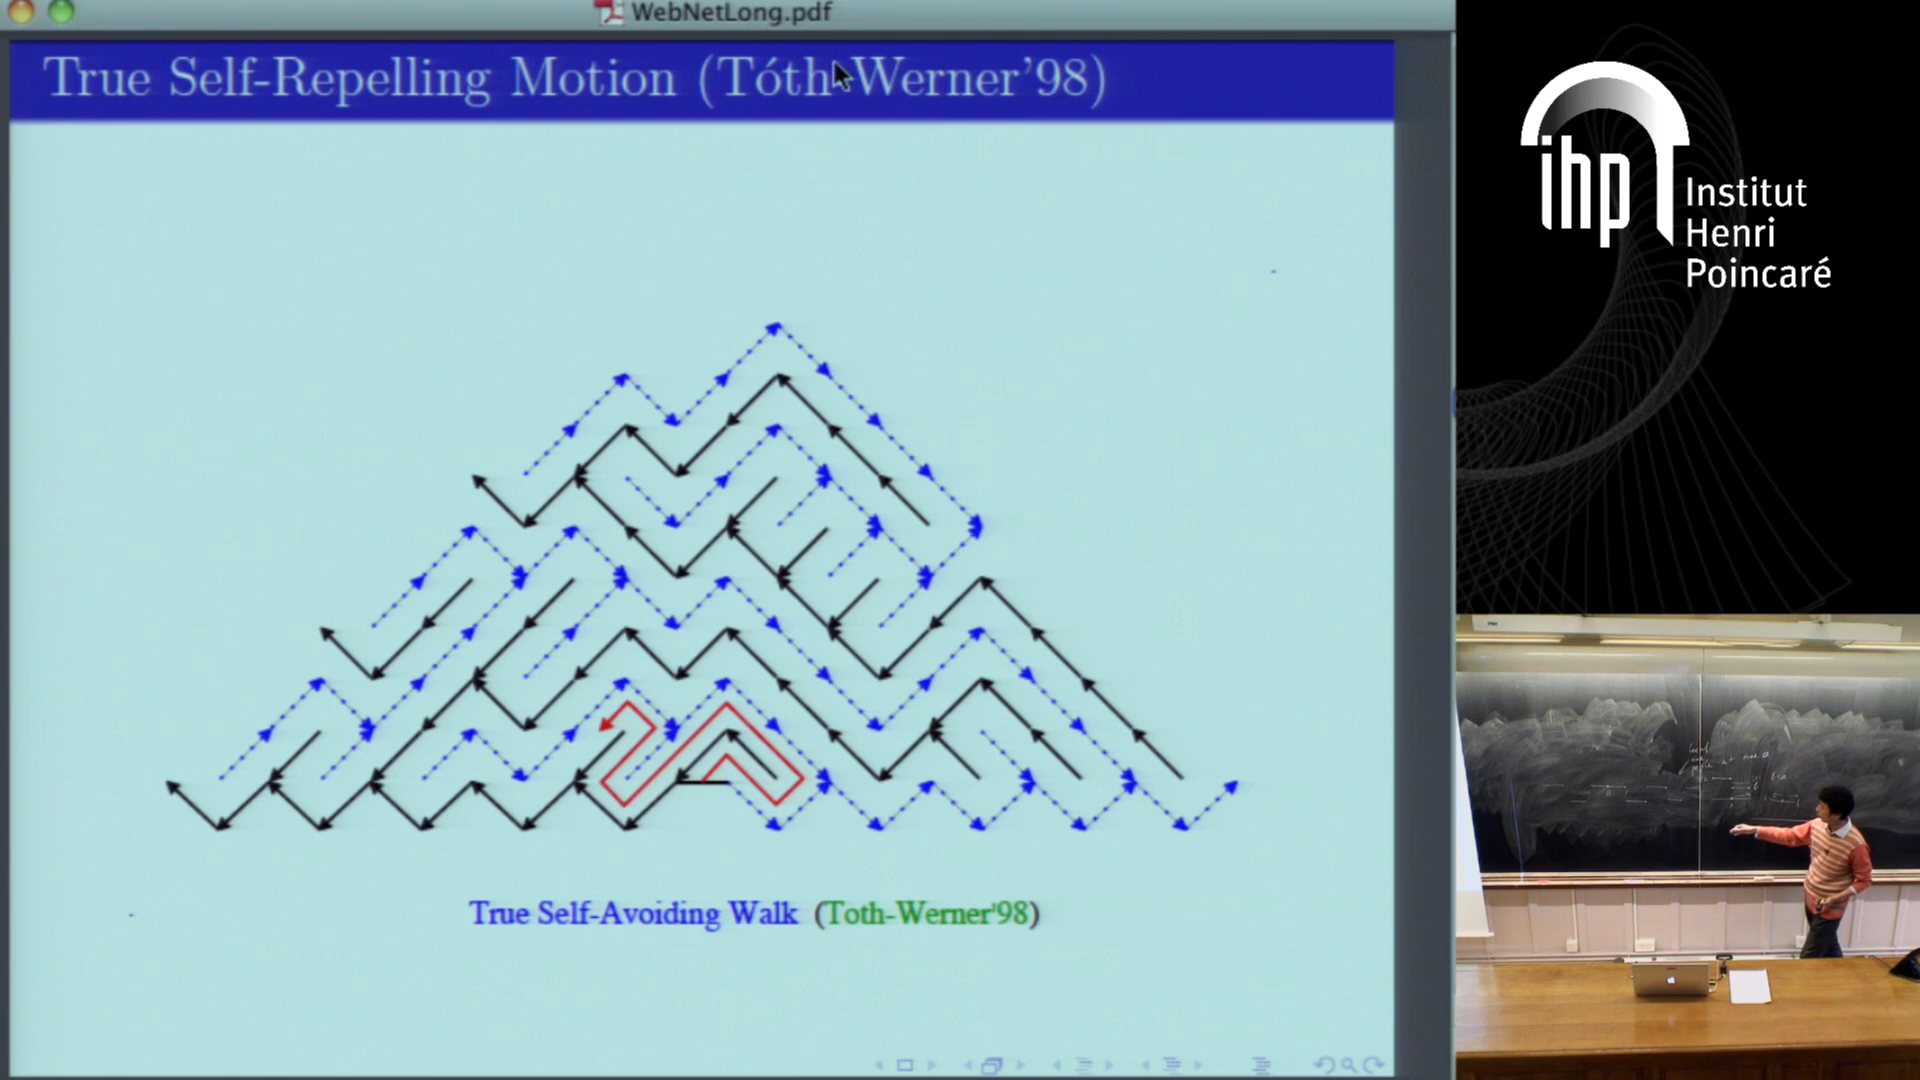 WebNetLong.pdf
True Self-Repelling Motion (Tóth-Werner'98)
True Self-Avoiding Walk (Toth-Werner'98)
ihp
Institut
Henri
Poincaré